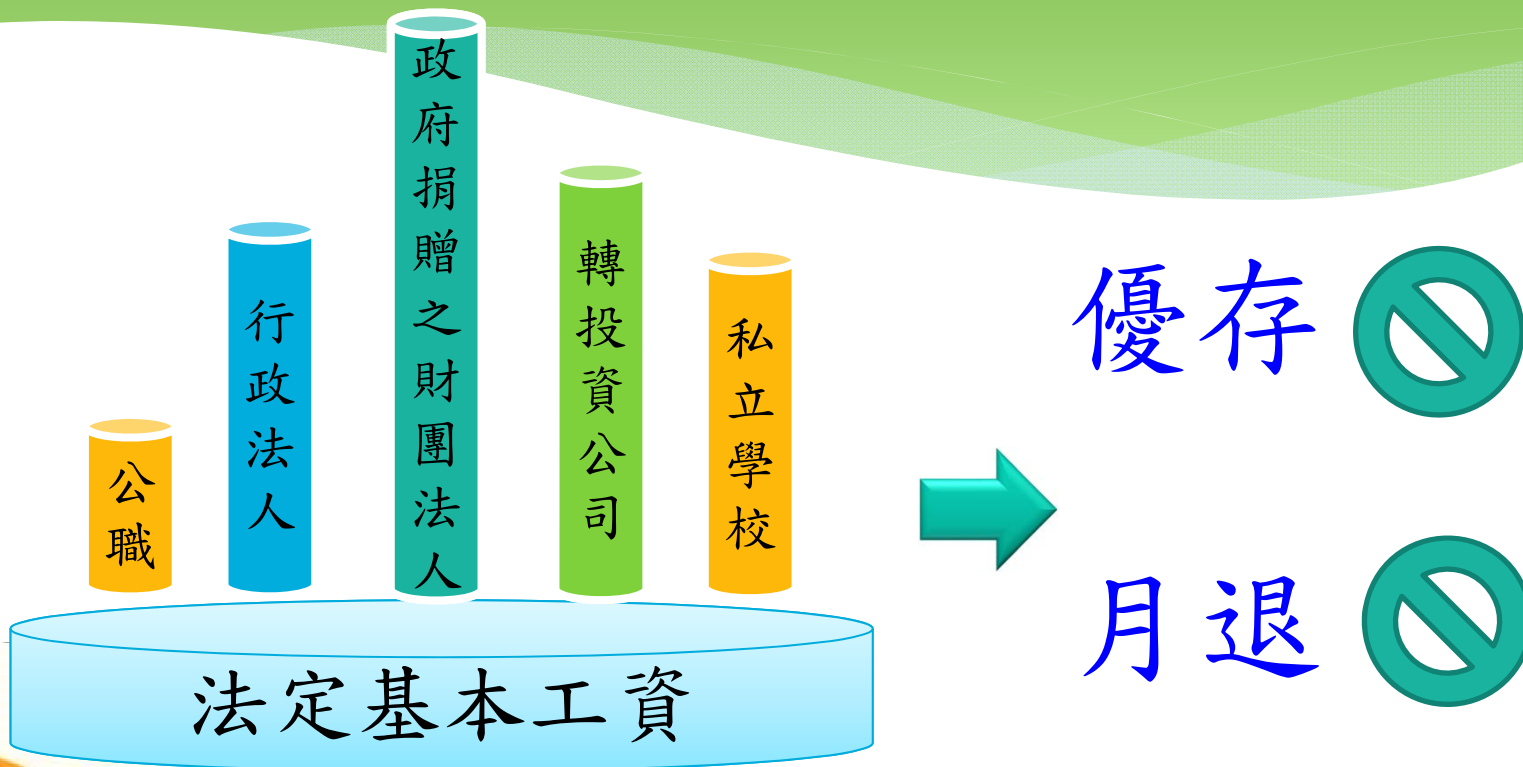 公職
行政法人
政府捐贈之財團法人
轉投資公司
私立學校
法定基本工資
優存
月退